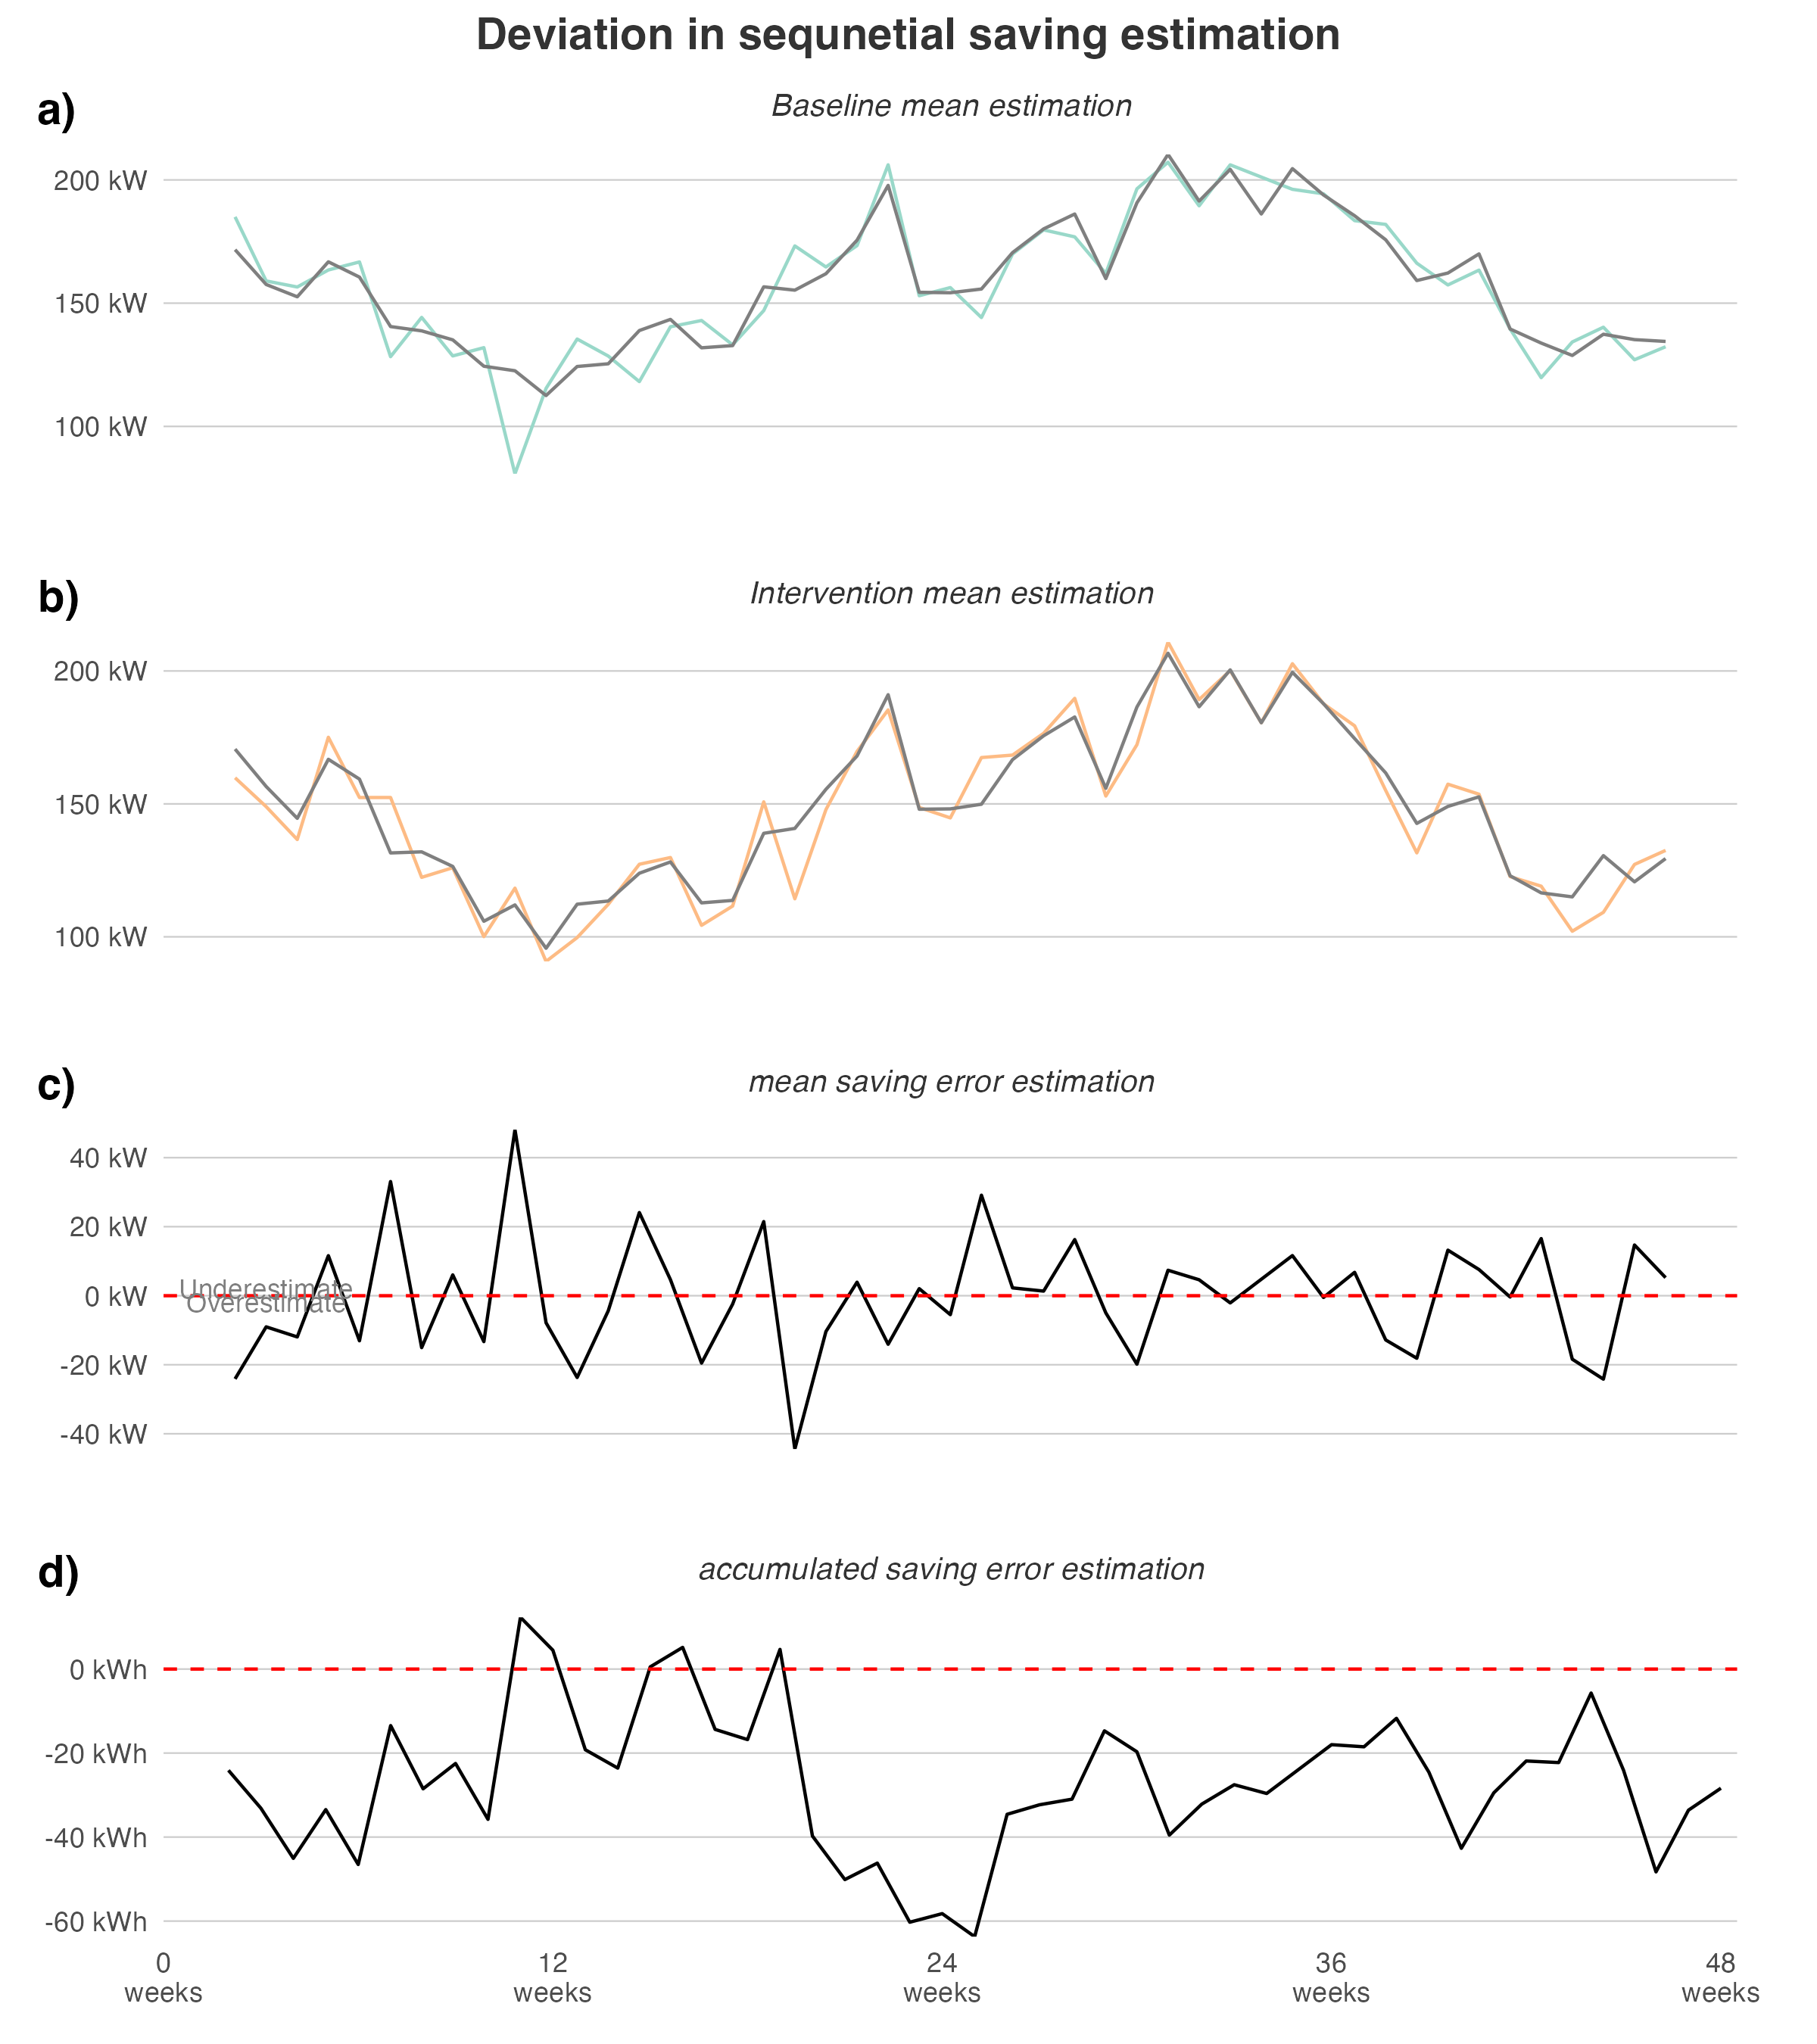 Deviation in sequnetial saving estimation
a)
Baseline mean estimation
200 kW
150 kW
100 kW
b)
Intervention mean estimation
200 kW
150 kW
100 kW
c)
mean saving error estimation
40 kW
20 kW
Underestimate
0 kW
Overestimate
-20 kW
-40 kW
d)
accumulated saving error estimation
0 kWh
-20 kWh
-40 kWh
-60 kWh
0 12 24 36 48
weeks weeks weeks weeks weeks